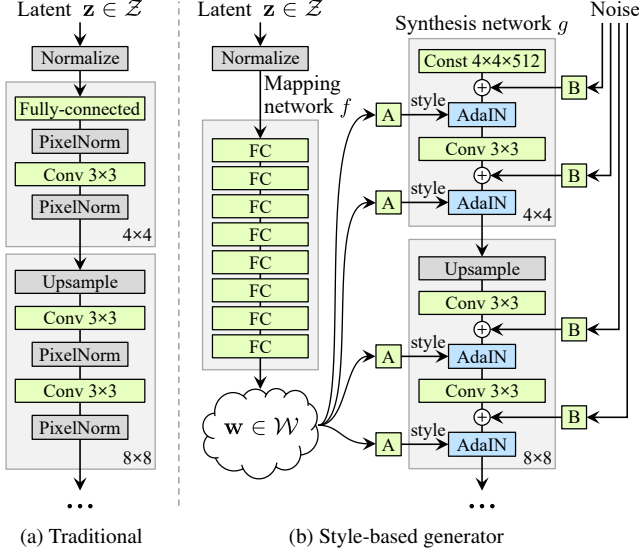 Latent z ∈ Z
Normalize
Fully-connected
PixelNorm
Conv 3×3
PixelNorm
4×4
Upsample
Conv 3×3
PixelNorm
Conv 3×3
PixelNorm
8×8
...
(a) Traditional
Latent z ∈ Z
Normalize
Mapping
network f
FC
FC
FC
FC
FC
FC
FC
FC
w ∈ W
Synthesis network g
Noise
Const 4×4×512
B
A
style
AdaIN
Conv 3×3
B
A
style
AdaIN
4×4
Upsample
Conv 3×3
B
A
style
AdaIN
Conv 3×3
B
A
style
AdaIN
8×8
...
(b) Style-based generator